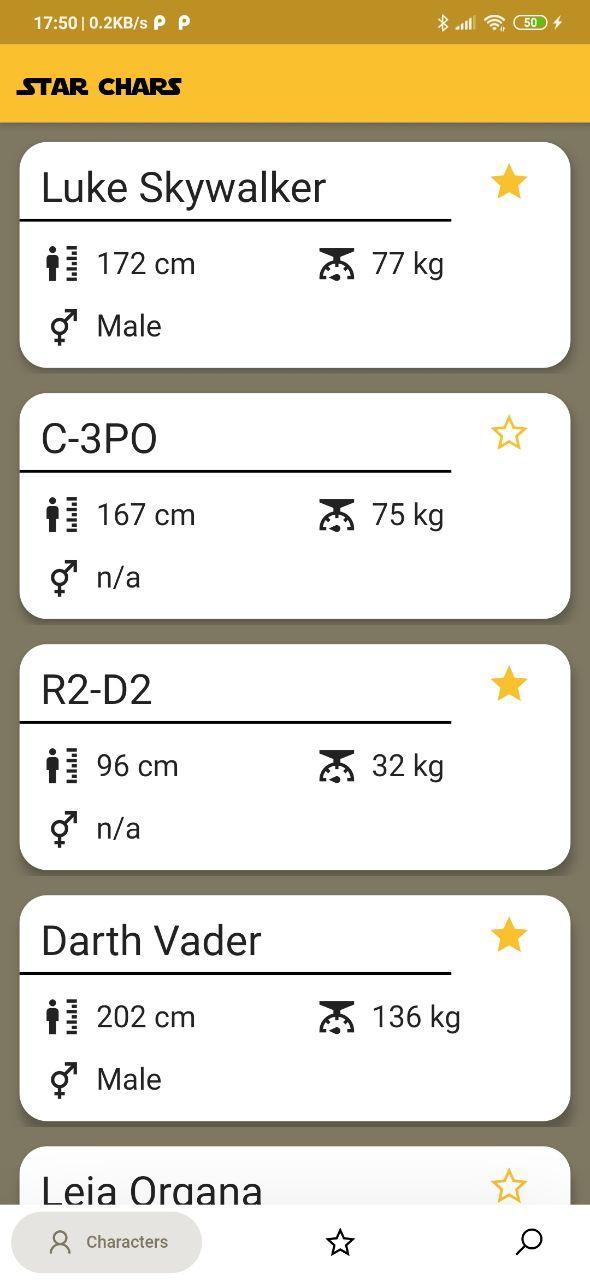 17:50 | 0.2KB/s P P 50
STAR CHARS
Luke Skywalker
172 cm 77 kg
Male
C-3PO
167 cm 75 kg
n/a
R2-D2
96 cm 32 kg
n/a
Darth Vader
202 cm 136 kg
Male
Leia Organa
Characters